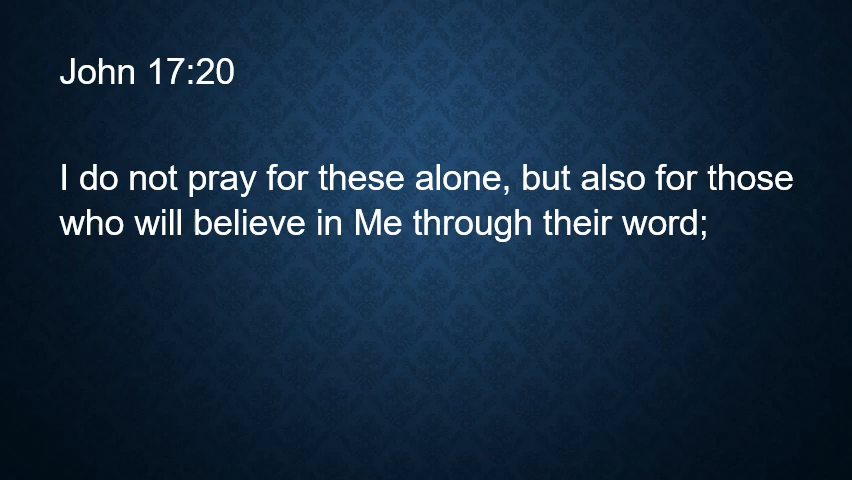 John 17:20
I do not pray for these alone, but also for those
who will believe in Me through their word;